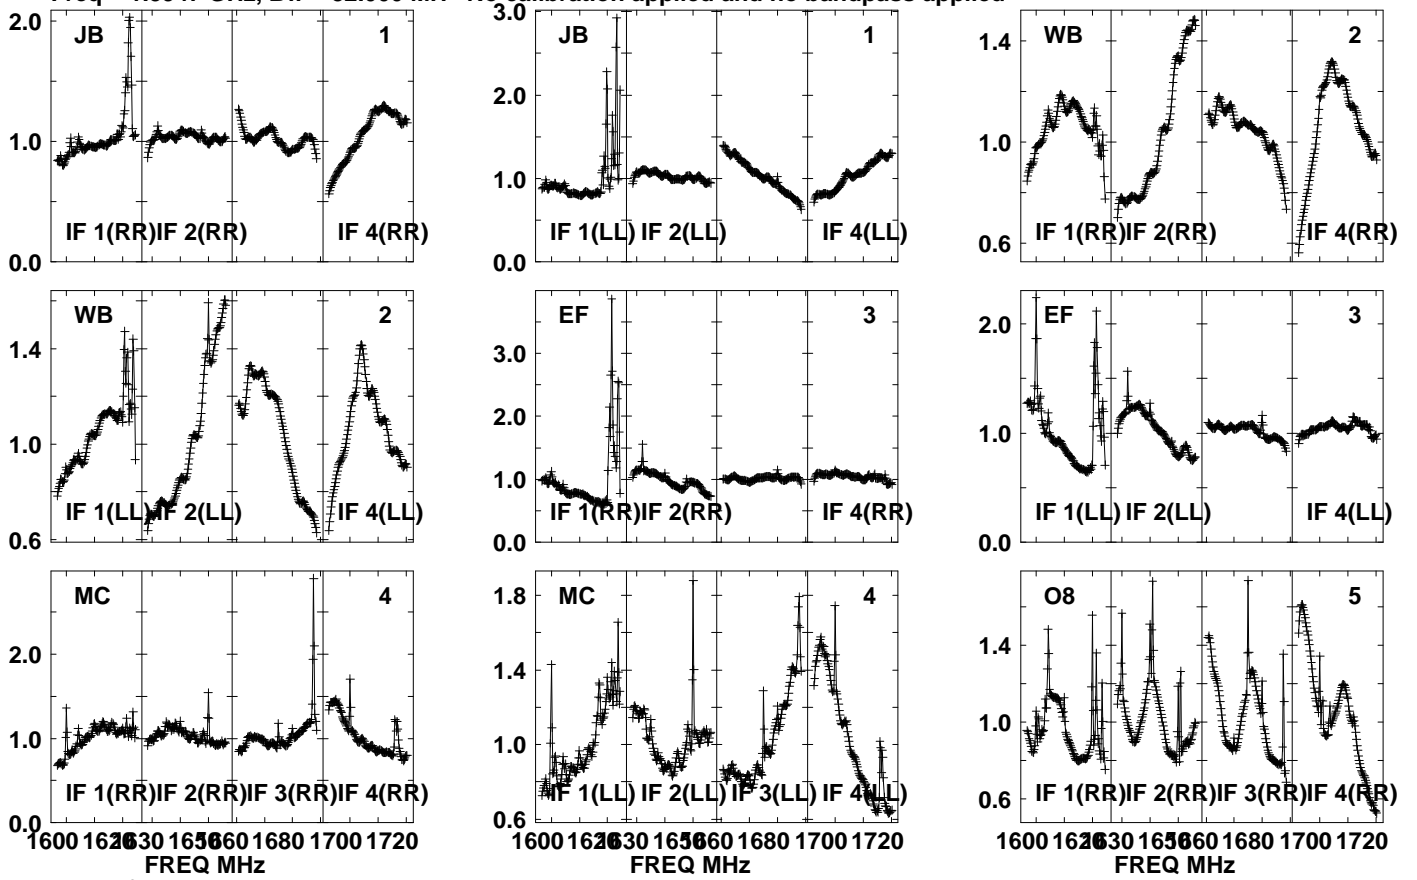 No calibration applied and no bandpass applied
2.0 JB 1
1.0
IF 1(RR) IF 2(RR) IF 4(RR)
0.0
3.0 JB 1
2.0
1.0
IF 1(LL) IF 2(LL) IF 4(LL)
0.0
1.4 WB 2
1.0
0.6 IF 1(RR) IF 2(RR) IF 4(RR)
WB 2
1.4
1.0
IF 1(LL) IF 2(LL) IF 4(LL)
0.6
EF 3
3.0
2.0
1.0
IF 1(RR) IF 2(RR) IF 4(RR)
0.0
2.0 EF 3
1.0
IF 1(LL) IF 2(LL) IF 4(LL)
0.0
MC 4
2.0
1.0
IF 1(RR) IF 2(RR) IF 3(RR) IF 4(RR)
0.0
1600 1620 1630 1650 1660 1680 1700 1720
FREQ MHz
1.8 MC 4
1.4
1.0
IF 1(LL) IF 2(LL) IF 3(LL) IF 4(LL)
0.6
1600 1620 1630 1650 1660 1680 1700 1720
FREQ MHz
O8 5
1.4
1.0
0.6 IF 1(RR) IF 2(RR) IF 3(RR) IF 4(RR)
1600 1620 1630 1650 1660 1680 1700 1720
FREQ MHz